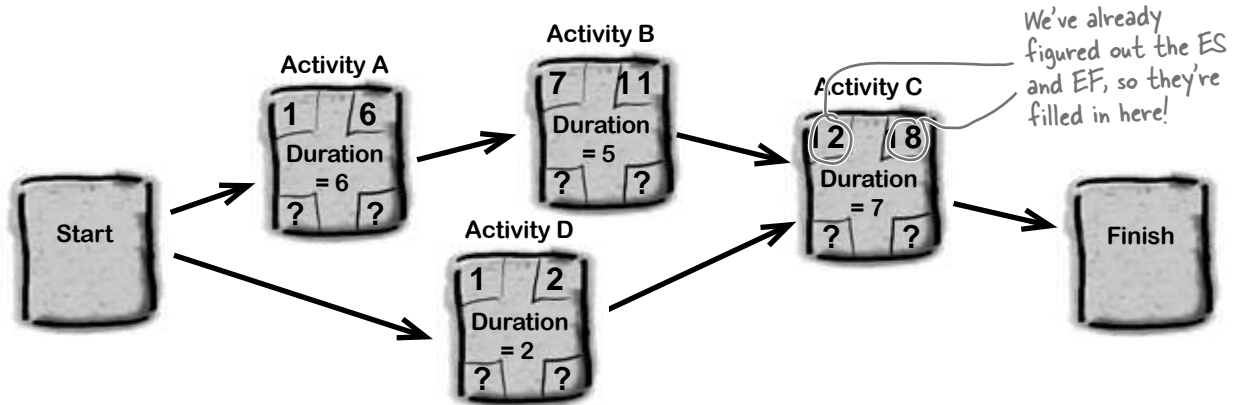 We've already
figured out the ES
and EF, so they're
filled in here!
Activity B
7 11
Duration
= 5
? ?
Activity A
1 6
Duration
= 6
? ?
Activity C
12 18
Duration
= 7
? ?
Start
Activity D
1 2
Duration
= 2
? ?
Finish